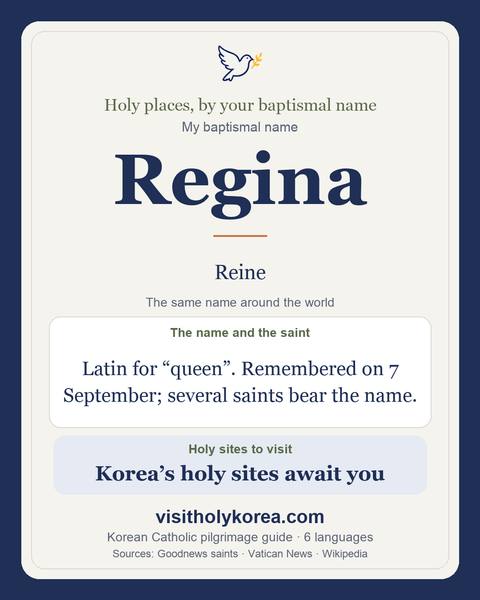 Holy places, by your baptismal name
My baptismal name
Regina
Reine
The same name around the world
The name and the saint
Latin for “queen”. Remembered on 7
September; several saints bear the name.
Holy sites to visit
Korea’s holy sites await you
visitholykorea.com
Korean Catholic pilgrimage guide · 6 languages
Sources: Goodnews saints · Vatican News · Wikipedia